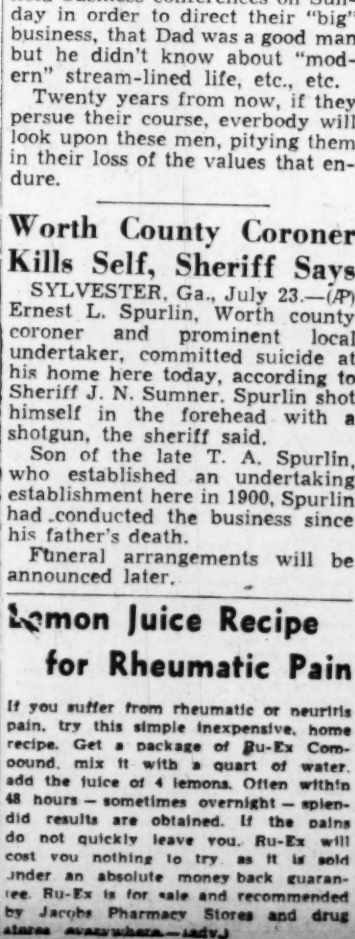 day in order to direct their "big"
business, that Dad was a good man
but he didn't know about "mod-
ern" stream-lined life, etc., etc.
Twenty years from now, if they
persue their course, everbody will
look upon these men, pitying them
in their loss of the values that en-
dure.
Worth County Coroner
Kills Self, Sheriff Says
SYLVESTER, Ga., July 23.—(AP)
Ernest L. Spurlin, Worth county
coroner and prominent local
undertaker, committed suicide at
his home here today, according to
Sheriff J. N. Sumner. Spurlin shot
himself in the forehead with a
shotgun, the sheriff said.
Son of the late T. A. Spurlin,
who established an undertaking
establishment here in 1900, Spurlin
had conducted the business since
his father's death.
Funeral arrangements will be
announced later.
Lemon Juice Recipe
for Rheumatic Pain
If you suffer from rheumatic or neuritis
pain, try this simple inexpensive, home
recipe. Get a package of Ru-Ex Com-
pound, mix it with a quart of water,
add the juice of 4 lemons. Often within
48 hours — sometimes overnight — splen-
did results are obtained. If the pains
do not quickly leave you, Ru-Ex will
cost you nothing to try as it is sold
under an absolute money back guaran-
tee. Ru-Ex is for sale and recommended
by Jacobs Pharmacy Stores and drug
stores everywhere.—(adv.)